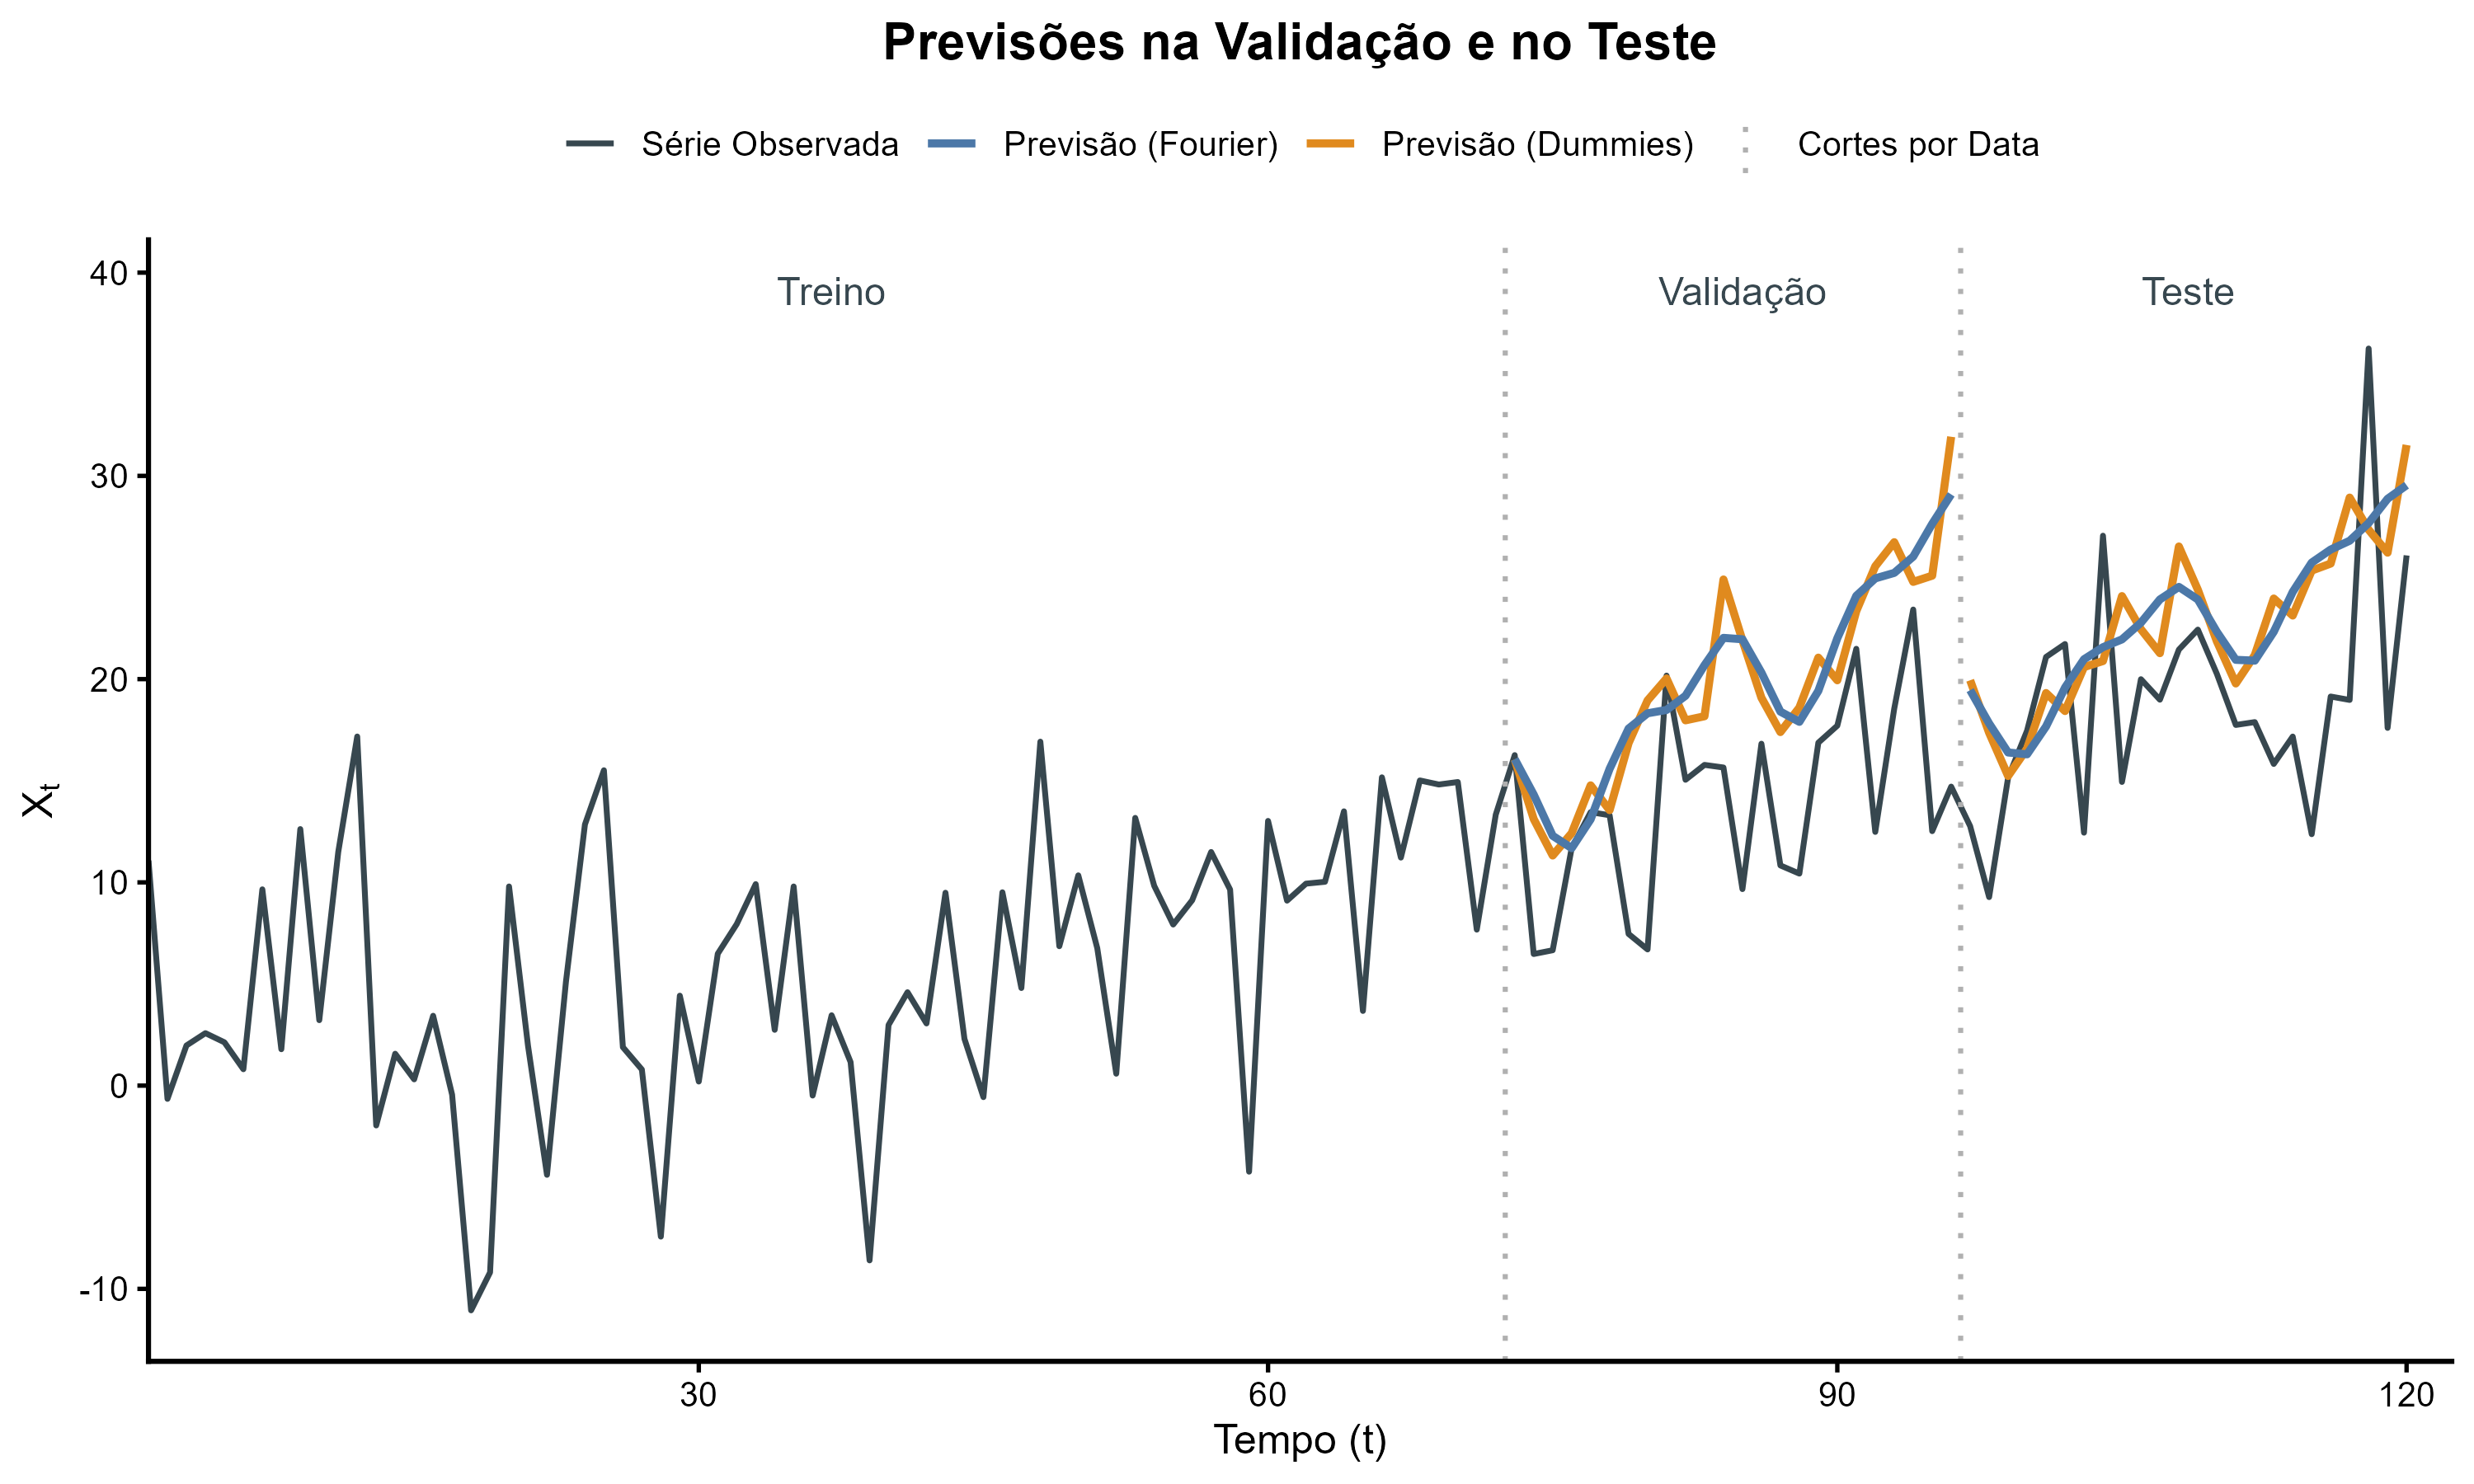 Previsões na Validação e no Teste
Série Observada Previsão (Fourier) Previsão (Dummies) Cortes por Data
Treino Validação Teste
40
30
20
10
0
-10
Xt
30 60 90 120
Tempo (t)